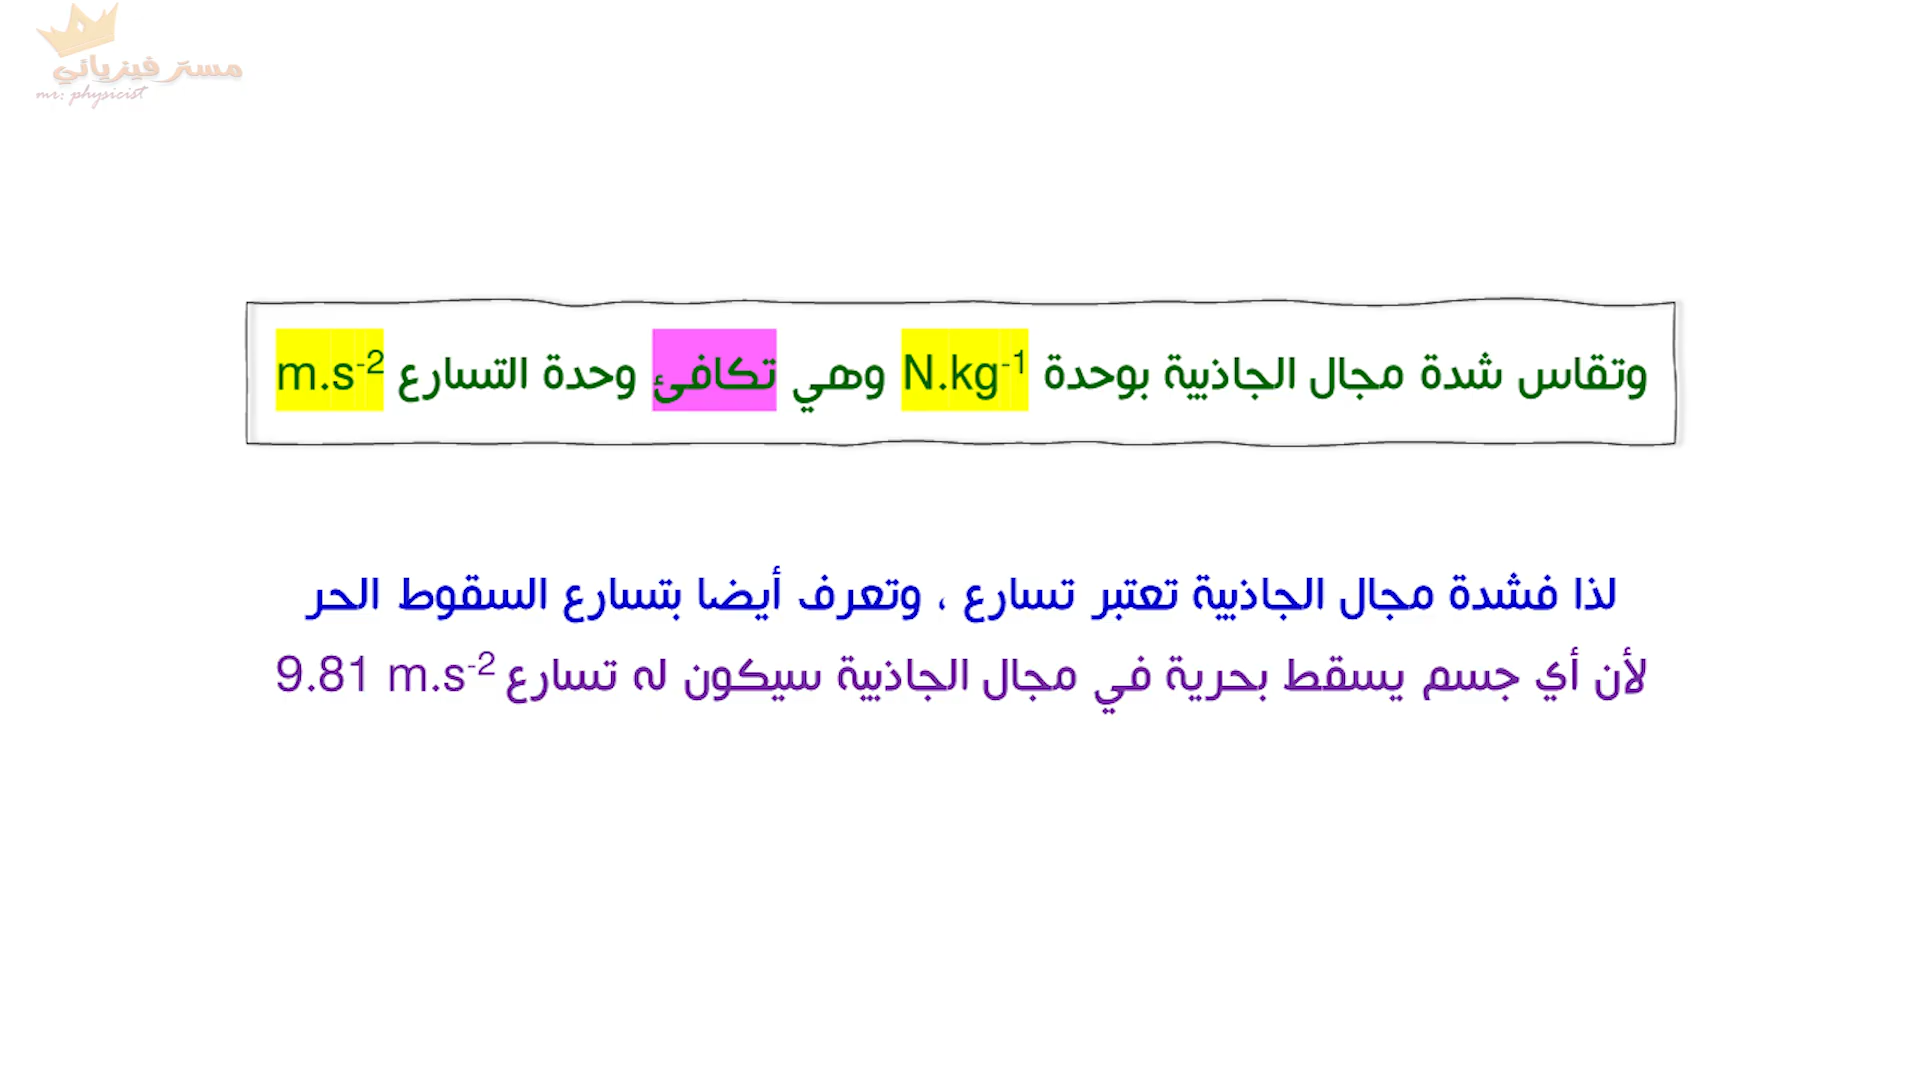 مستر فيزيائي
mr: physicist
وتقاس شدة مجال الجاذبية بوحدة N.kg⁻¹ وهي تكافئ وحدة التسارع m.s⁻²
لذا فشدة مجال الجاذبية تعتبر تسارع ، وتعرف أيضا بتسارع السقوط الحر
لأن أي جسم يسقط بحرية في مجال الجاذبية سيكون له تسارع 9.81 m.s⁻²